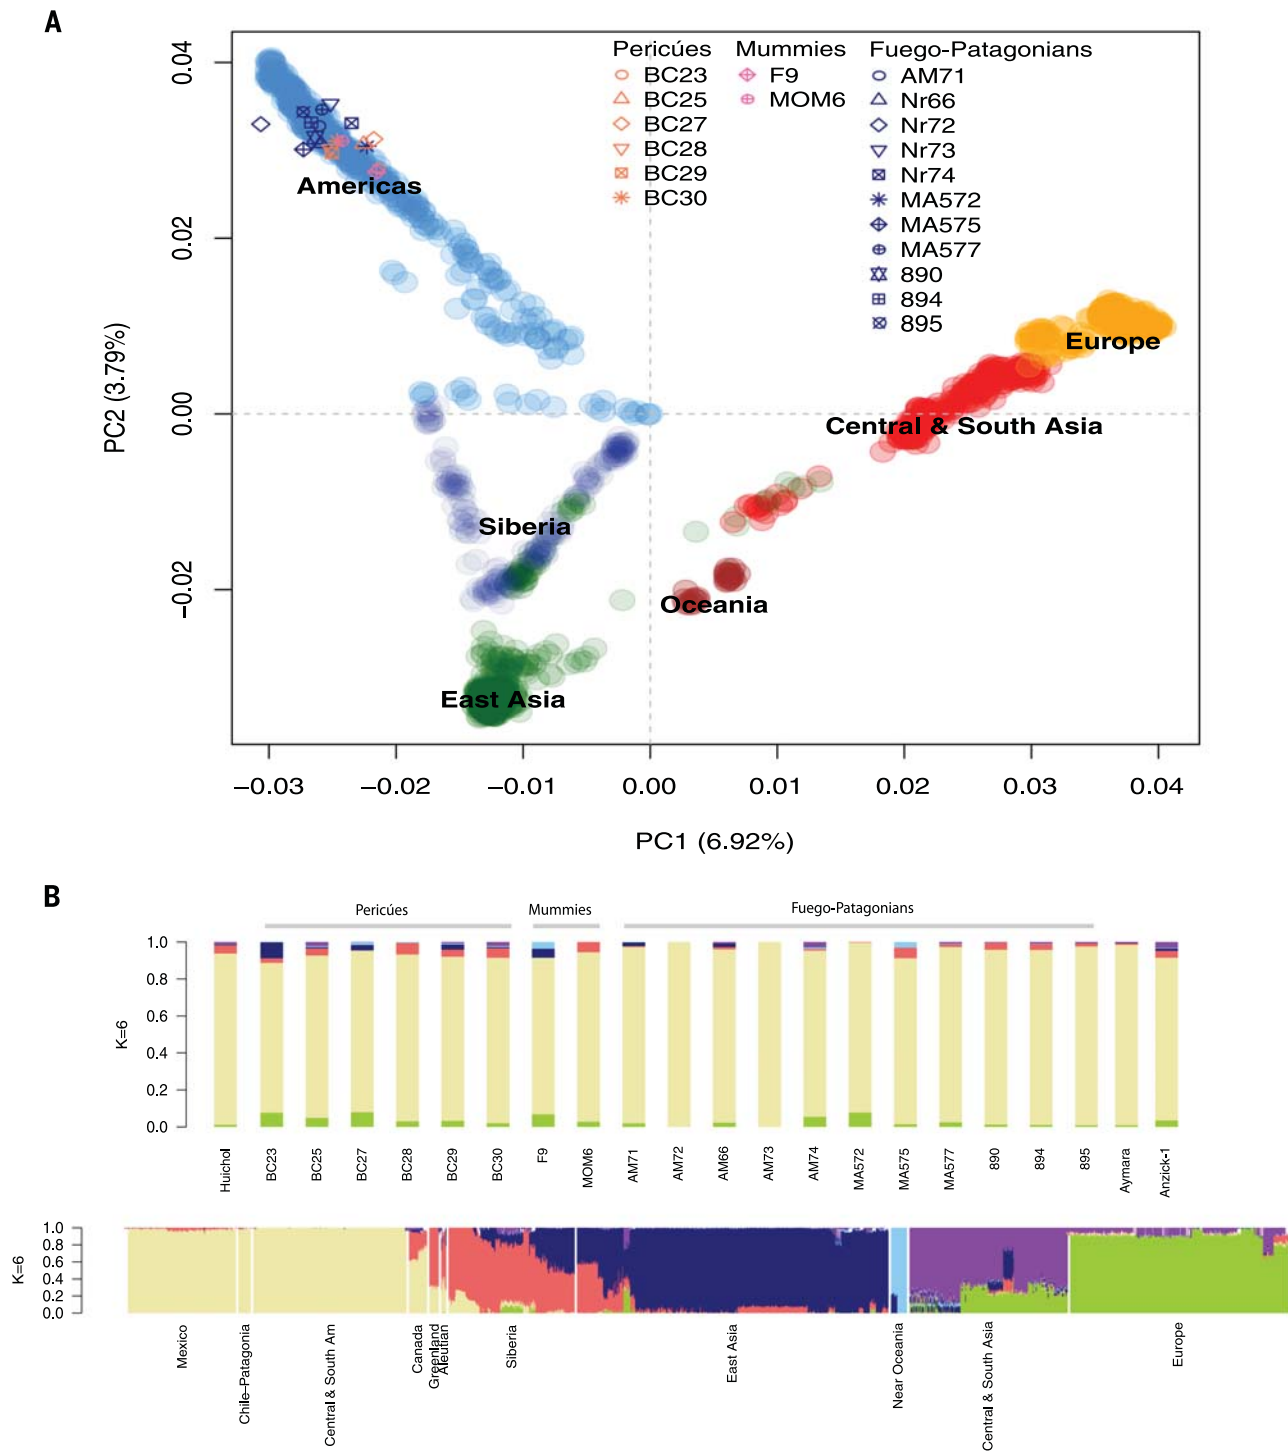 A
Pericúes
BC23
BC25
BC27
BC28
BC29
BC30
Mummies
F9
MOM6
Fuego-Patagonians
AM71
Nr66
Nr72
Nr73
Nr74
MA572
MA575
MA577
890
894
895
Americas
Europe
Central & South Asia
Siberia
Oceania
East Asia
PC2 (3.79%)
0.04
0.02
0.00
−0.02
−0.03
−0.02
−0.01
0.00
0.01
0.02
0.03
0.04
PC1 (6.92%)
B
Pericúes
Mummies
Fuego-Patagonians
K=6
1.0
0.8
0.6
0.4
0.2
0.0
Huichol
BC23
BC25
BC27
BC28
BC29
BC30
F9
MOM6
AM71
AM72
AM66
AM73
AM74
MA572
MA575
MA577
890
894
895
Aymara
Anzick-1
K=6
1.0
0.8
0.6
0.4
0.2
0.0
Mexico
Chile–Patagonia
Central & South Am
Canada
Greenland
Aleutian
Siberia
East Asia
Near Oceania
Central & South Asia
Europe